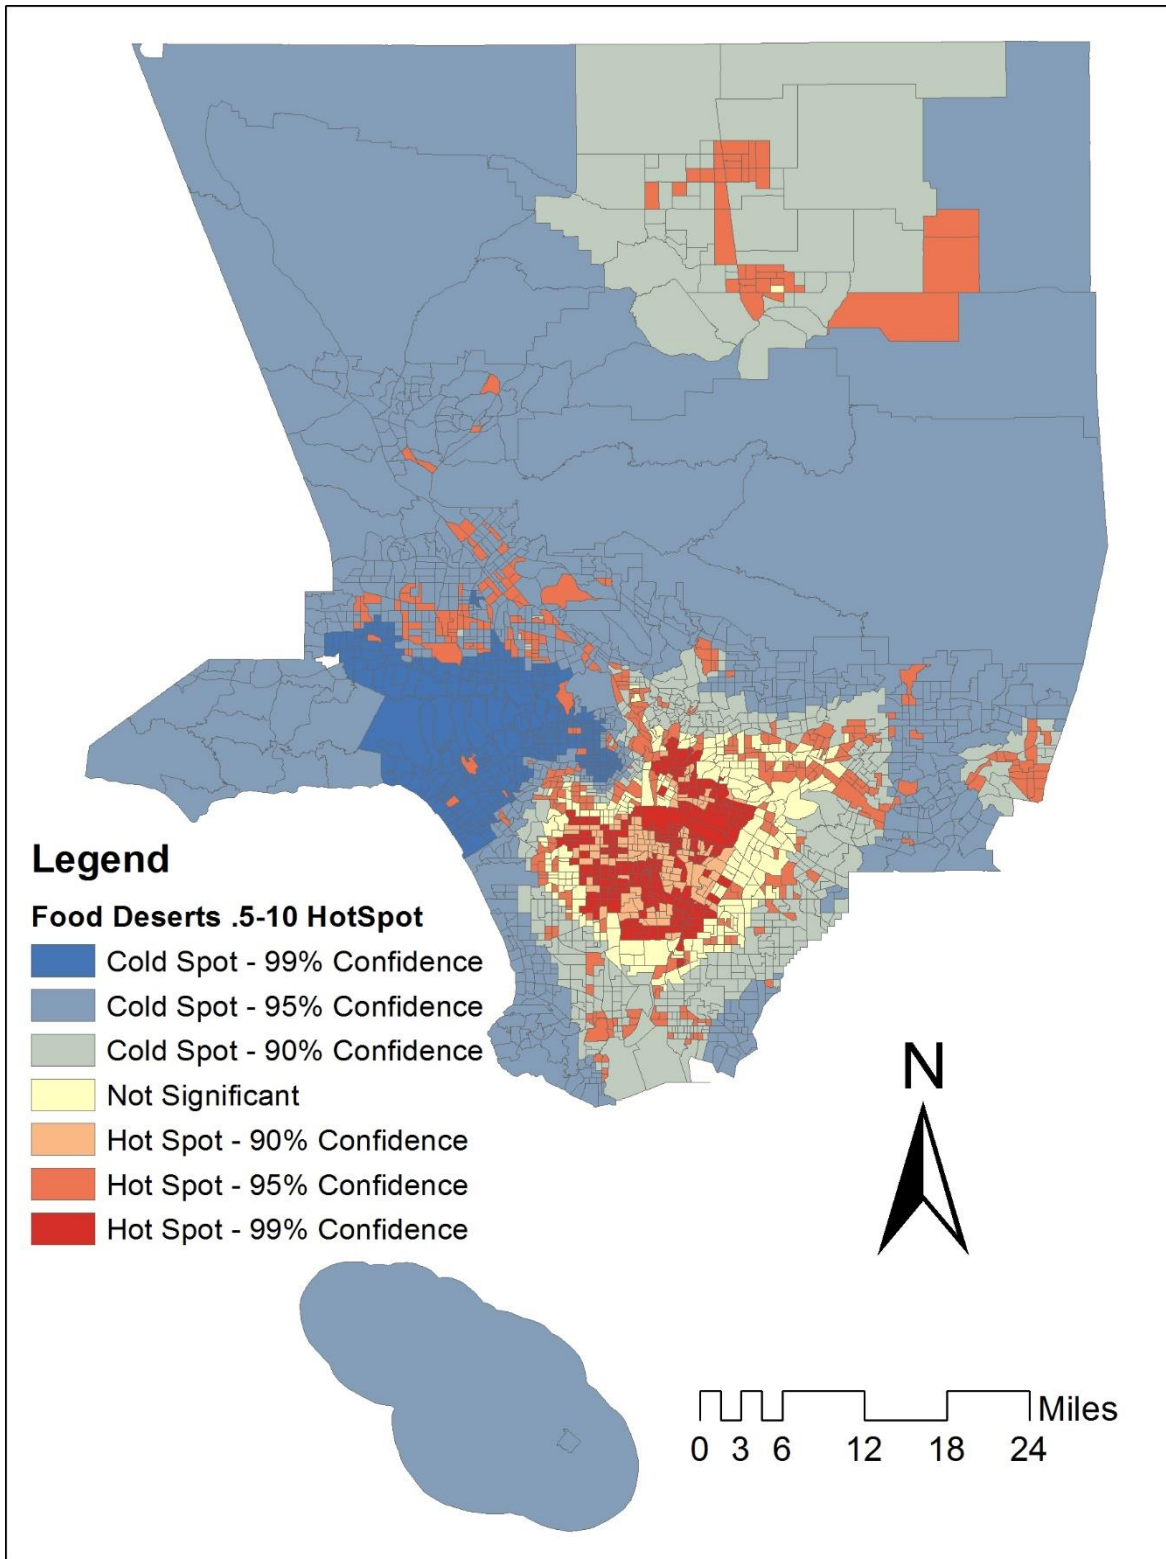 Legend
Food Deserts .5-10 HotSpot
Cold Spot - 99% Confidence
Cold Spot - 95% Confidence
Cold Spot - 90% Confidence
Not Significant
Hot Spot - 90% Confidence
Hot Spot - 95% Confidence
Hot Spot - 99% Confidence
N
Miles
0 3 6 12 18 24